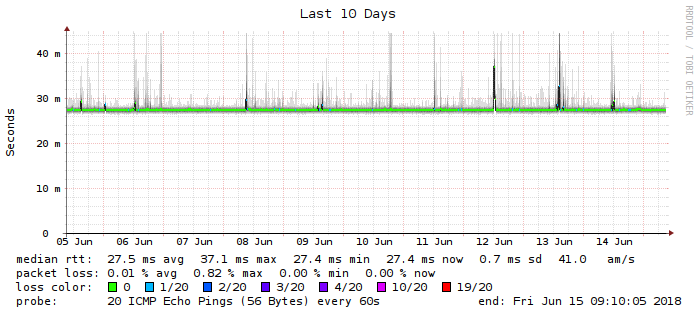 Last 10 Days
RRDTOOL / TOBI OETIKER
Seconds
40 m
30 m
20 m
10 m
0
05 Jun 06 Jun 07 Jun 08 Jun 09 Jun 10 Jun 11 Jun 12 Jun 13 Jun 14 Jun
median rtt: 27.5 ms avg 37.1 ms max 27.4 ms min 27.4 ms now 0.7 ms sd 41.0 am/s
packet loss: 0.01 % avg 0.82 % max 0.00 % min 0.00 % now
loss color: 0 1/20 2/20 3/20 4/20 10/20 19/20
probe: 20 ICMP Echo Pings (56 Bytes) every 60s end: Fri Jun 15 09:10:05 2018